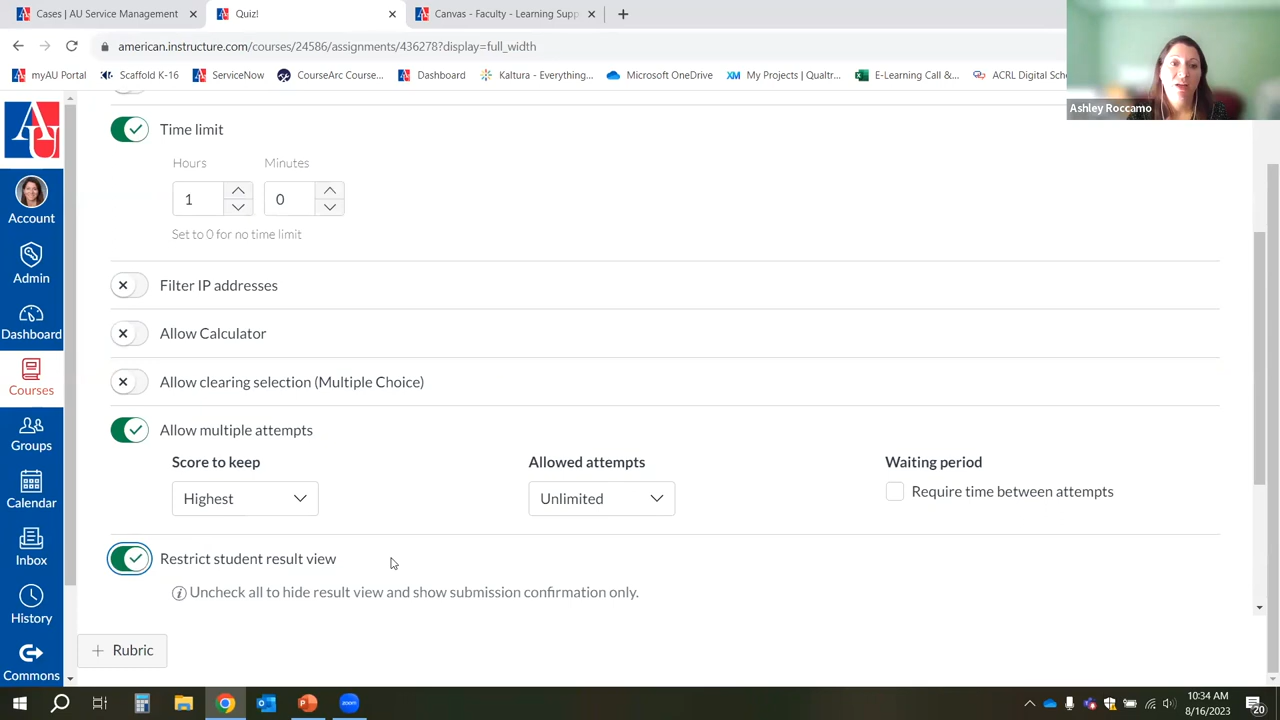 Cases | AU Service Management
Quiz!
Canvas - Faculty - Learning Supp
american.instructure.com/courses/24586/assignments/436278?display=full_width
myAU Portal
Scaffold K-16
ServiceNow
CourseArc Course...
Dashboard
Kaltura - Everything...
Microsoft OneDrive
XM My Projects | Qualtr...
E-Learning Call &...
ACRL Digital Sch
Ashley Roccamo
AU
Account
Admin
Dashboard
Courses
Groups
Calendar
Inbox
History
Commons
Time limit
Hours
Minutes
1
0
Set to 0 for no time limit
Filter IP addresses
Allow Calculator
Allow clearing selection (Multiple Choice)
Allow multiple attempts
Score to keep
Allowed attempts
Waiting period
Highest
Unlimited
Require time between attempts
Restrict student result view
Uncheck all to hide result view and show submission confirmation only.
+ Rubric
zoom
10:34 AM
8/16/2023
20